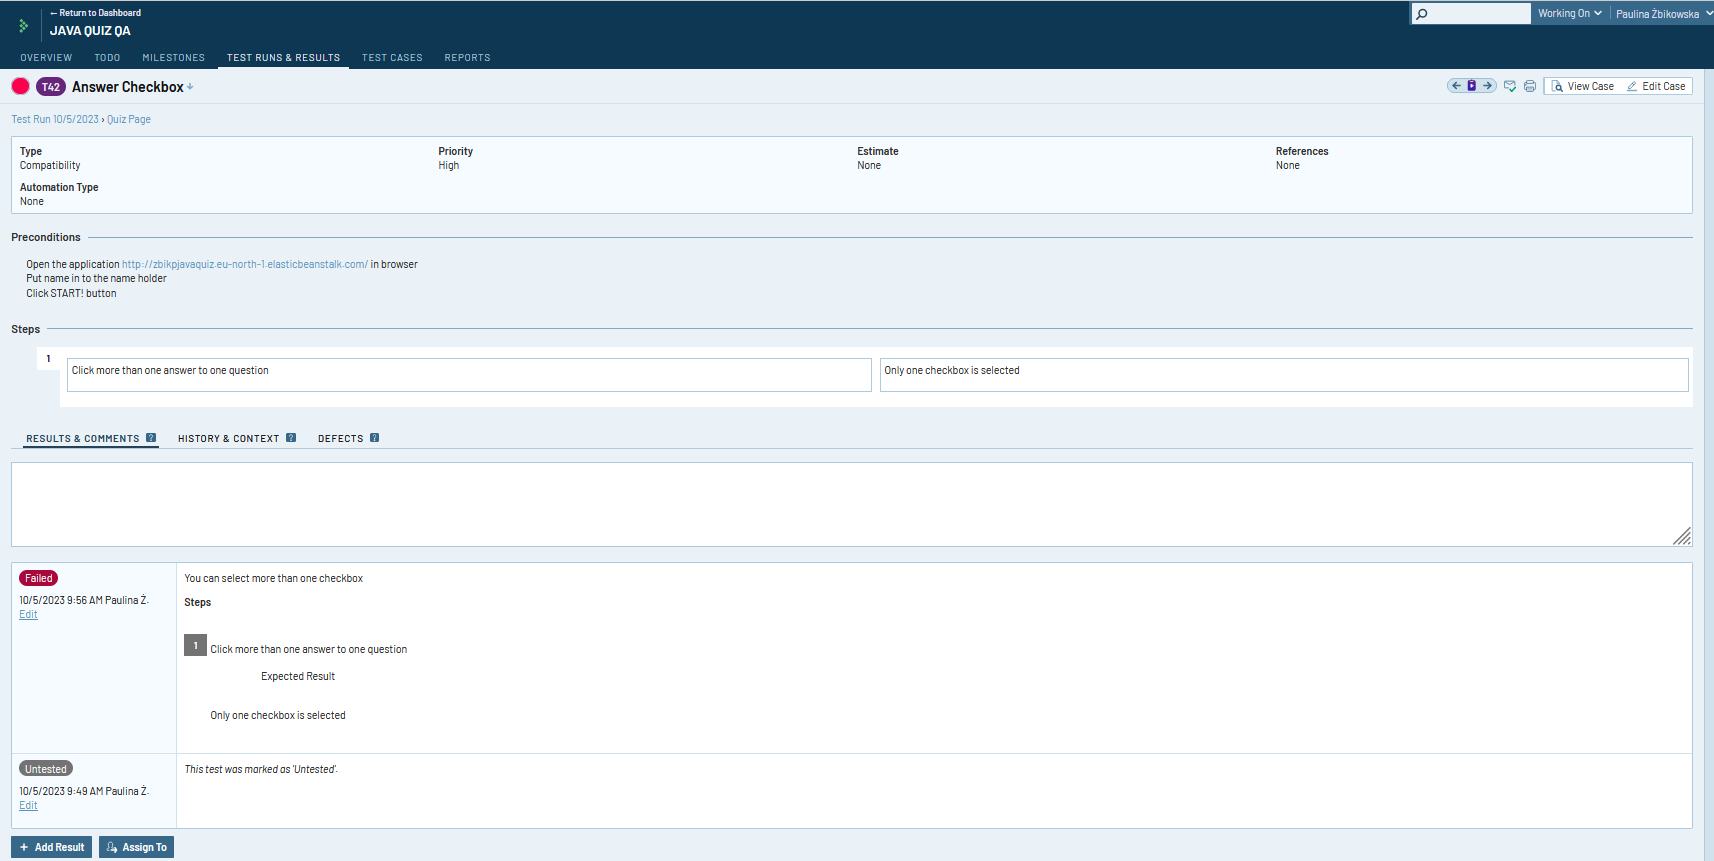 ← Return to Dashboard
JAVA QUIZ QA
Working On
Paulina Żbikowska
OVERVIEW TODO MILESTONES TEST RUNS & RESULTS TEST CASES REPORTS
T42 Answer Checkbox
View Case Edit Case
Test Run 10/5/2023 › Quiz Page
Type Priority Estimate References
Compatibility High None None
Automation Type
None
Preconditions
Open the application http://zbikpjavaquiz.eu-north-1.elasticbeanstalk.com/ in browser
Put name in to the name holder
Click START! button
Steps
1
Click more than one answer to one question
Only one checkbox is selected
RESULTS & COMMENTS ? HISTORY & CONTEXT ? DEFECTS ?
Failed
10/5/2023 9:56 AM Paulina Ż.
Edit
You can select more than one checkbox
Steps
1 Click more than one answer to one question
Expected Result
Only one checkbox is selected
Untested
10/5/2023 9:49 AM Paulina Ż.
Edit
This test was marked as 'Untested'.
+ Add Result Assign To